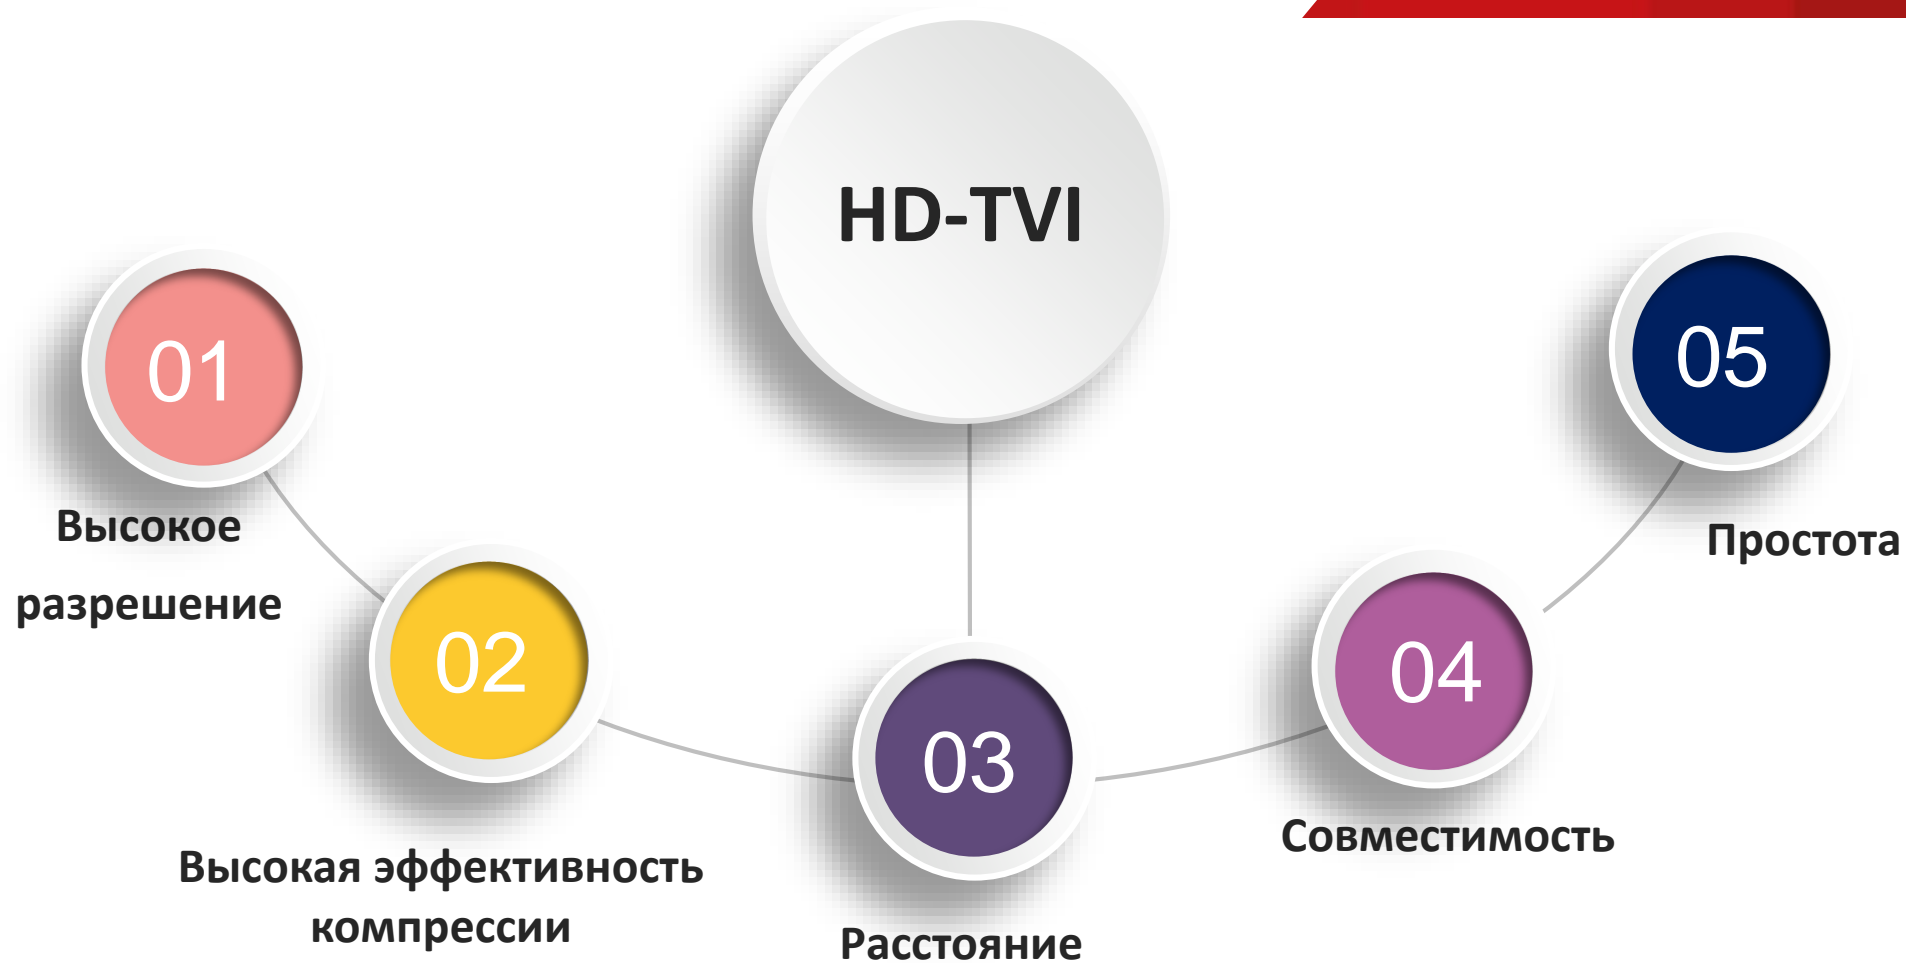 HD-TVI
01
Высокое
разрешение
02
Высокая эффективность
компрессии
03
Расстояние
04
Совместимость
05
Простота